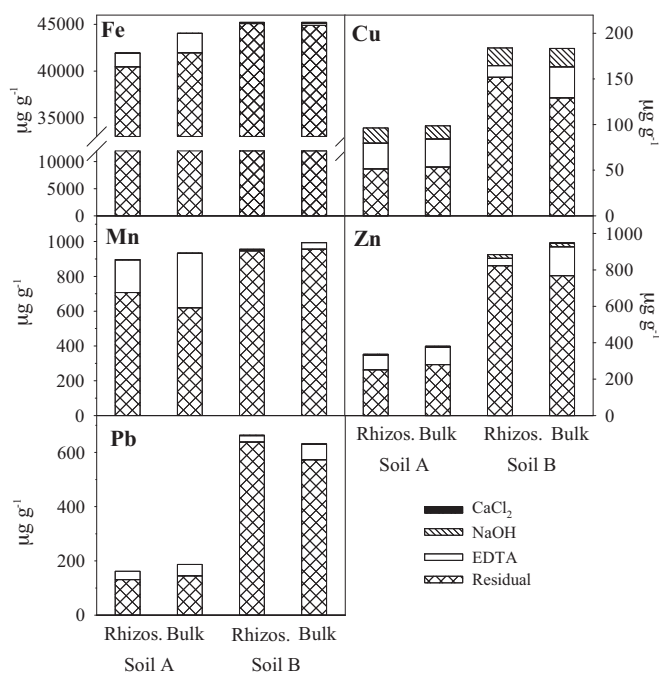 Fe
45000
40000
35000
10000
5000
0
µg g⁻¹
Cu
200
150
100
50
0
µg g⁻¹
Mn
1000
800
600
400
200
0
µg g⁻¹
Zn
1000
800
600
400
200
0
µg g⁻¹
Pb
600
400
200
0
µg g⁻¹
Rhizos. Bulk Rhizos. Bulk
Soil A Soil B
Rhizos. Bulk Rhizos. Bulk
Soil A Soil B
CaCl₂
NaOH
EDTA
Residual